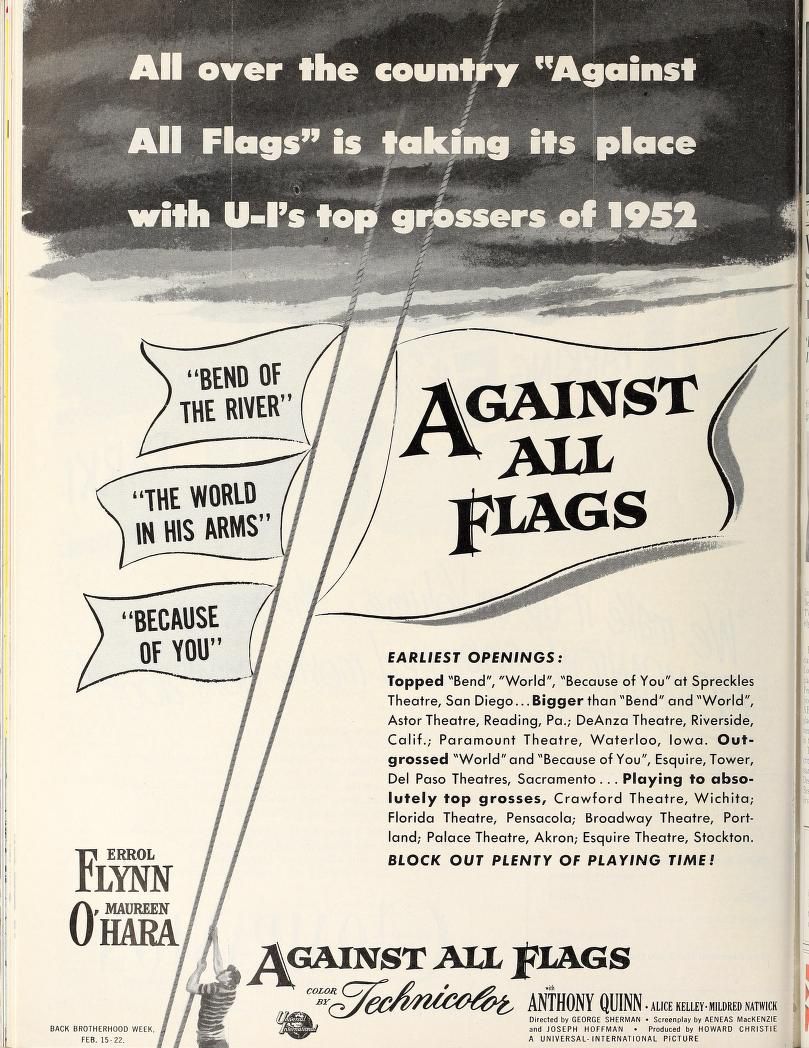 All over the country "Against
All Flags" is taking its place
with U-I's top grossers of 1952
"BEND OF
THE RIVER"
"THE WORLD
IN HIS ARMS"
"BECAUSE
OF YOU"
AGAINST
ALL
FLAGS
EARLIEST OPENINGS:
Topped "Bend", "World", "Because of You" at Spreckles
Theatre, San Diego...Bigger than "Bend" and "World",
Astor Theatre, Reading, Pa.; DeAnza Theatre, Riverside,
Calif.; Paramount Theatre, Waterloo, Iowa. Out-
grossed "World" and "Because of You", Esquire, Tower,
Del Paso Theatres, Sacramento... Playing to abso-
lutely top grosses, Crawford Theatre, Wichita;
Florida Theatre, Pensacola; Broadway Theatre, Port-
land; Palace Theatre, Akron; Esquire Theatre, Stockton.
BLOCK OUT PLENTY OF PLAYING TIME!
ERROL
FLYNN
MAUREEN
O'HARA
AGAINST ALL FLAGS
COLOR
BY Technicolor
with
ANTHONY QUINN • ALICE KELLEY • MILDRED NATWICK
Directed by GEORGE SHERMAN • Screenplay by AENEAS MacKENZIE
and JOSEPH HOFFMAN • Produced by HOWARD CHRISTIE
A UNIVERSAL-INTERNATIONAL PICTURE
Universal
International
BACK BROTHERHOOD WEEK,
FEB. 15-22.